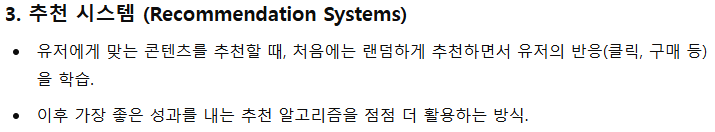 3. 추천 시스템 (Recommendation Systems)
• 유저에게 맞는 콘텐츠를 추천할 때, 처음에는 랜덤하게 추천하면서 유저의 반응(클릭, 구매 등)
을 학습.
• 이후 가장 좋은 성과를 내는 추천 알고리즘을 점점 더 활용하는 방식.